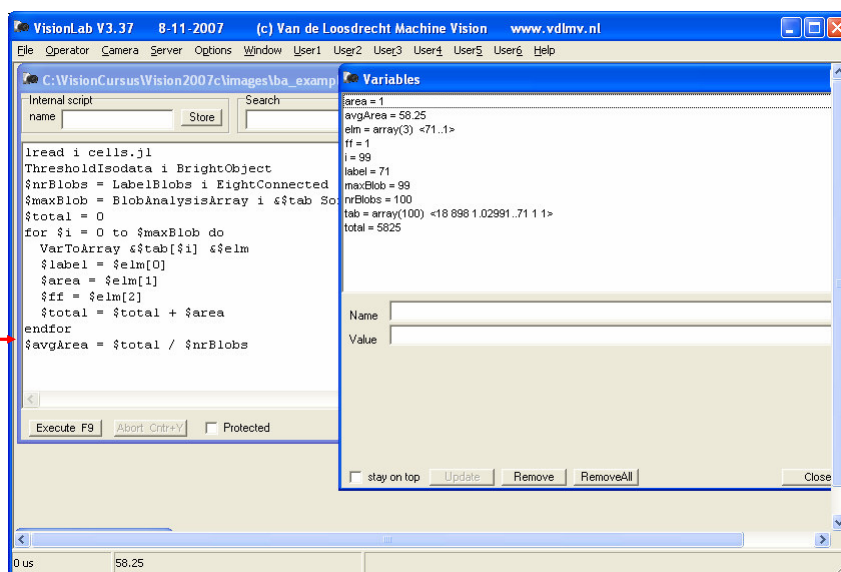 VisionLab V3.37 8-11-2007 (c) Van de Loosdrecht Machine Vision www.vdlmv.nl
File Operator Camera Server Options Window User1 User2 User3 User4 User5 User6 Help
C:\VisionCursus\Vision2007c\images\ba_examp
Internal script
name
Store
Search
lread i cells.jl
ThresholdIsodata i BrightObject
$nrBlobs = LabelBlobs i EightConnected
$maxBlob = BlobAnalysisArray i &$tab So
$total = 0
for $i = 0 to $maxBlob do
VarToArray &$tab[$i] &$elm
$label = $elm[0]
$area = $elm[1]
$ff = $elm[2]
$total = $total + $area
endfor
$avgArea = $total / $nrBlobs
Execute F9 Abort Cntr+Y Protected
Variables
area = 1
avgArea = 58.25
elm = array(3) <71..1>
ff = 1
i = 99
label = 71
maxBlob = 99
nrBlobs = 100
tab = array(100) <18 898 1.02991..71 1 1>
total = 5825
Name
Value
stay on top Update Remove RemoveAll Close
0 us 58.25